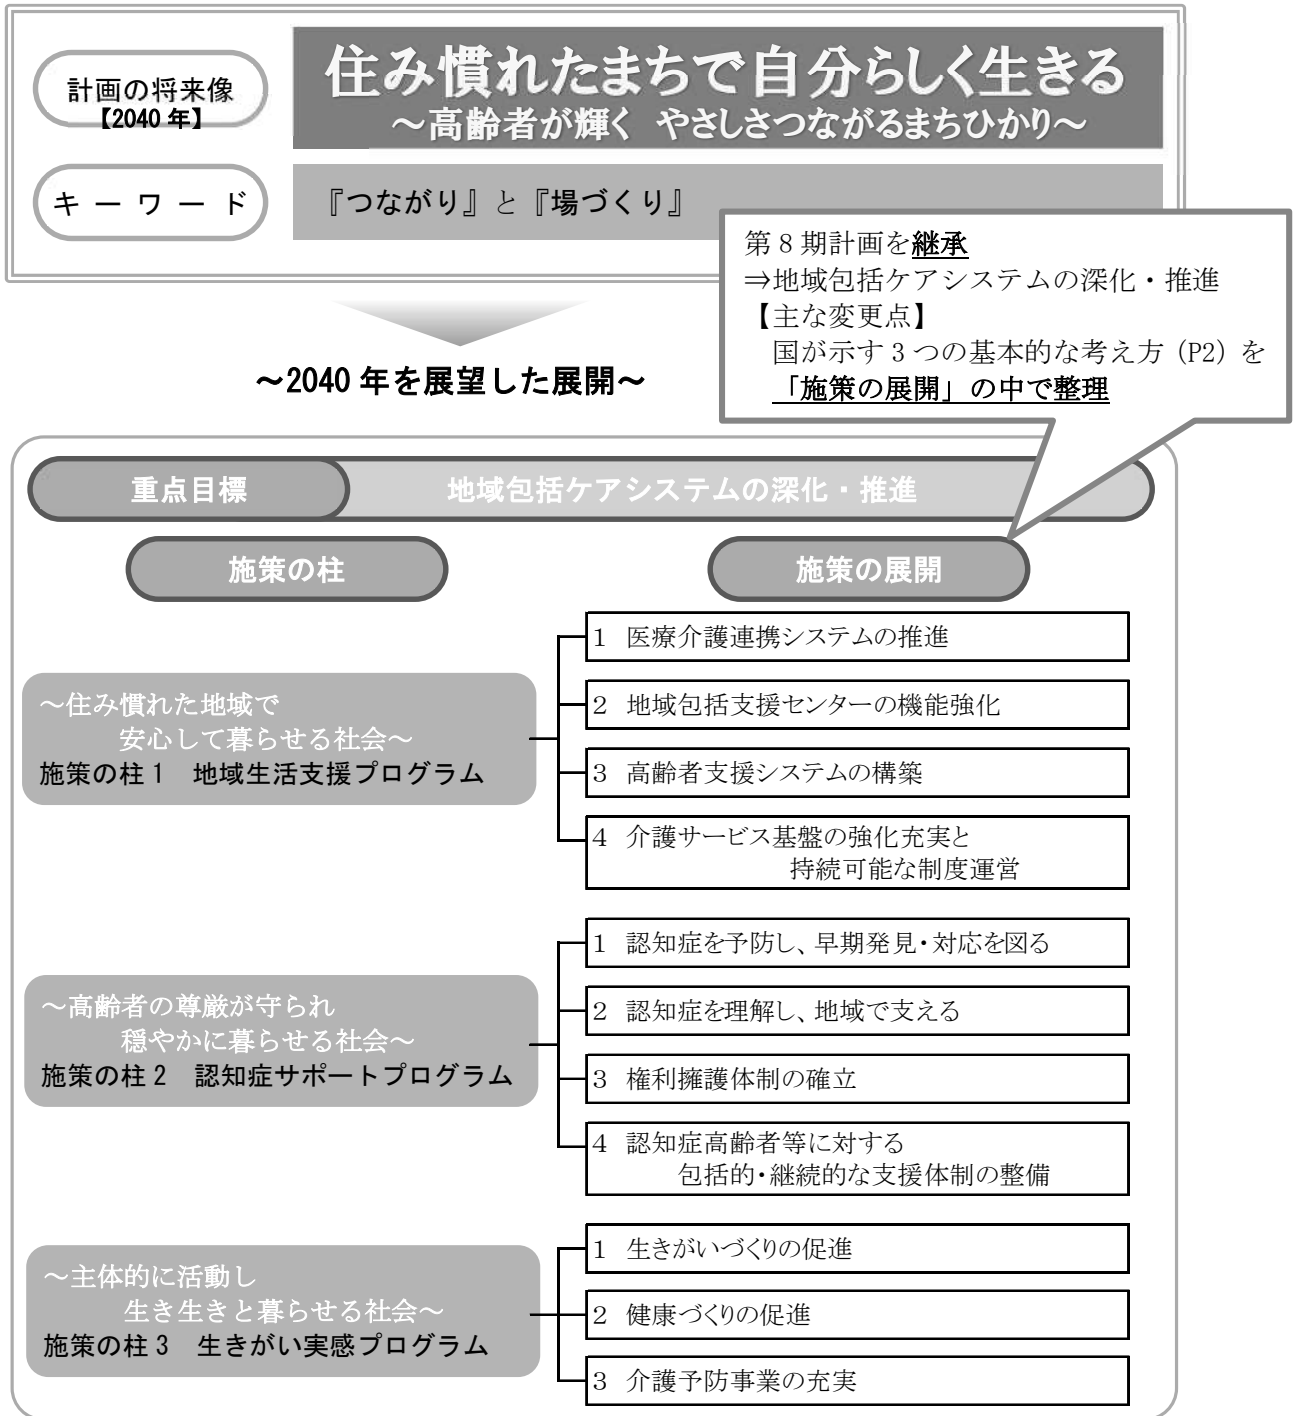 計画の将来像
【2040 年】
住み慣れたまちで自分らしく生きる
～高齢者が輝く やさしさつながるまちひかり～
キーワード
『つながり』と『場づくり』
第8期計画を継承
⇒地域包括ケアシステムの深化・推進
【主な変更点】
国が示す3つの基本的な考え方（P2）を
「施策の展開」の中で整理
～2040 年を展望した展開～
重点目標
地域包括ケアシステムの深化・推進
施策の柱
施策の展開
～住み慣れた地域で
安心して暮らせる社会～
施策の柱1 地域生活支援プログラム
1 医療介護連携システムの推進
2 地域包括支援センターの機能強化
3 高齢者支援システムの構築
4 介護サービス基盤の強化充実と
持続可能な制度運営
～高齢者の尊厳が守られ
穏やかに暮らせる社会～
施策の柱2 認知症サポートプログラム
1 認知症を予防し、早期発見・対応を図る
2 認知症を理解し、地域で支える
3 権利擁護体制の確立
4 認知症高齢者等に対する
包括的・継続的な支援体制の整備
～主体的に活動し
生き生きと暮らせる社会～
施策の柱3 生きがい実感プログラム
1 生きがいづくりの促進
2 健康づくりの促進
3 介護予防事業の充実